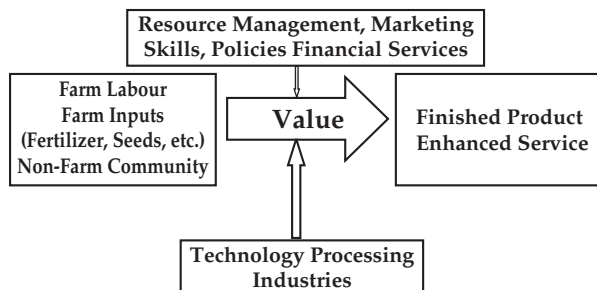 Resource Management, Marketing
Skills, Policies Financial Services
Farm Labour
Farm Inputs
(Fertilizer, Seeds, etc.)
Non-Farm Community
Value
Finished Product
Enhanced Service
Technology Processing
Industries